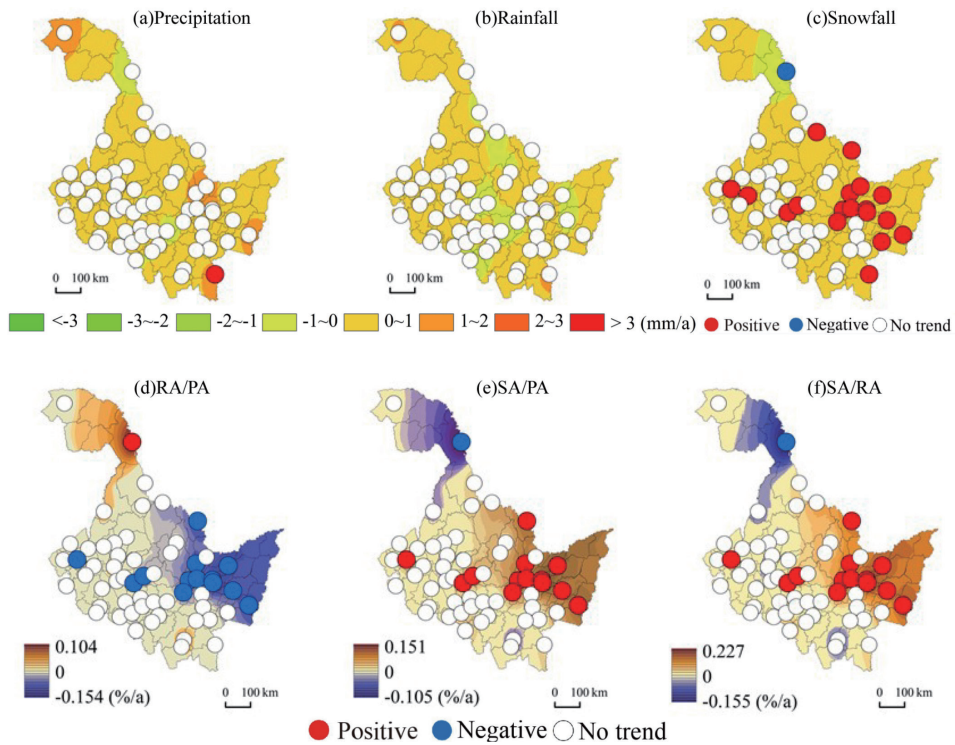 (a)Precipitation
(b)Rainfall
(c)Snowfall
0 100 km
0 100 km
0 100 km
<-3 -3~-2 -2~-1 -1~0 0~1 1~2 2~3 > 3 (mm/a) Positive Negative No trend
(d)RA/PA
(e)SA/PA
(f)SA/RA
0.104
0
-0.154 (%/a)
0 100 km
0.151
0
-0.105 (%/a)
0 100 km
0.227
0
-0.155 (%/a)
0 100 km
Positive Negative No trend